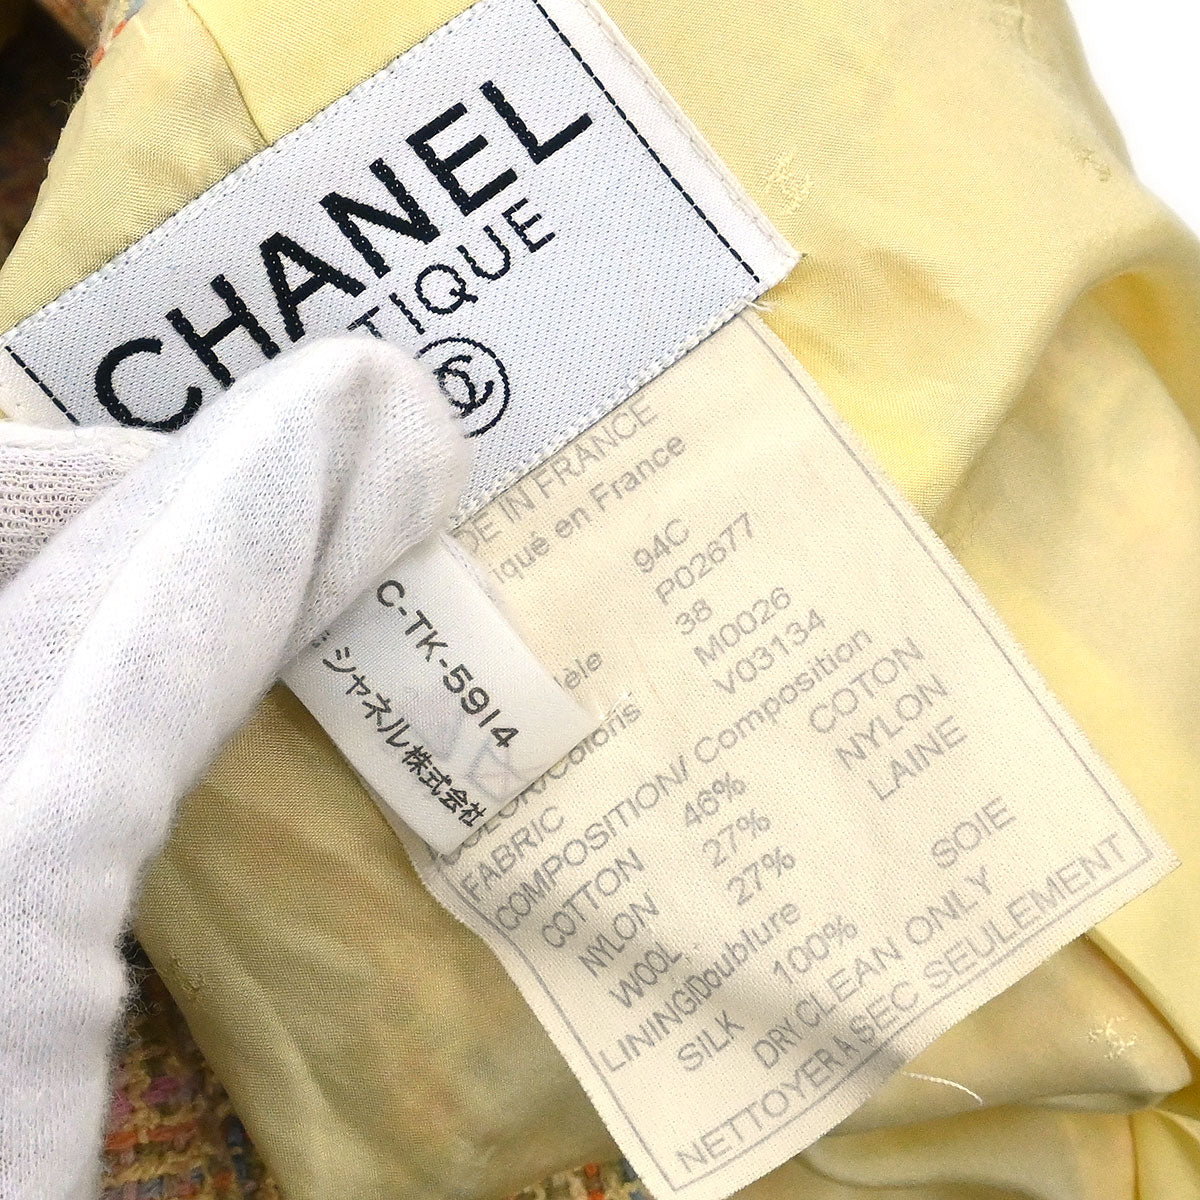 CHANEL
TIQUE
DE IN FRANCE
iqué en France
94C
P02677
38
èle M0026
COLOR/Coloris V03134
FABRIC
COMPOSITION/ Composition
COTTON 46% COTON
NYLON 27% NYLON
WOOL 27% LAINE
LINING/Doublure
SILK 100% SOIE
DRY CLEAN ONLY
NETTOYER A SEC SEULEMENT
C-TK-5914
シャネル株式会社